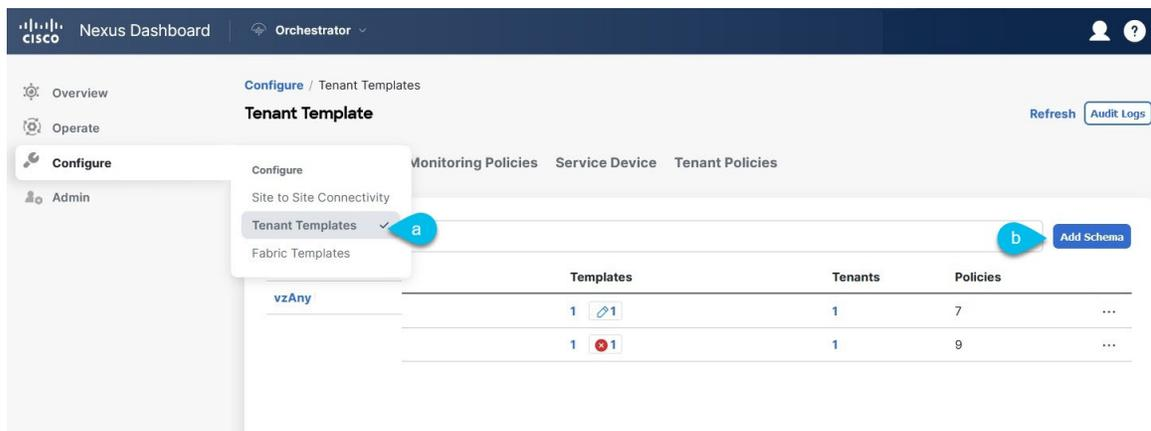 CISCO Nexus Dashboard Orchestrator ?
Overview
Operate
Configure
Admin
Configure / Tenant Templates
Tenant Template
Refresh Audit Logs
Monitoring Policies Service Device Tenant Policies
Configure
Site to Site Connectivity
Tenant Templates a
Fabric Templates
b Add Schema
Templates Tenants Policies
vzAny
1 1 1 7 ...
1 1 1 9 ...